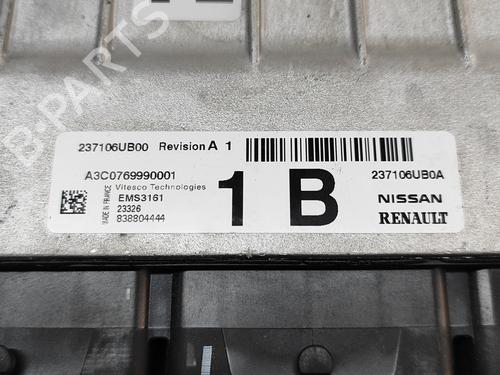 B-PARTS
237106UB00 Revision A 1
A3C0769990001
237106UB0A
Vitesco Technologies
EMS3161
23326
838804444
MADE IN FRANCE
1 B
NISSAN
RENAULT